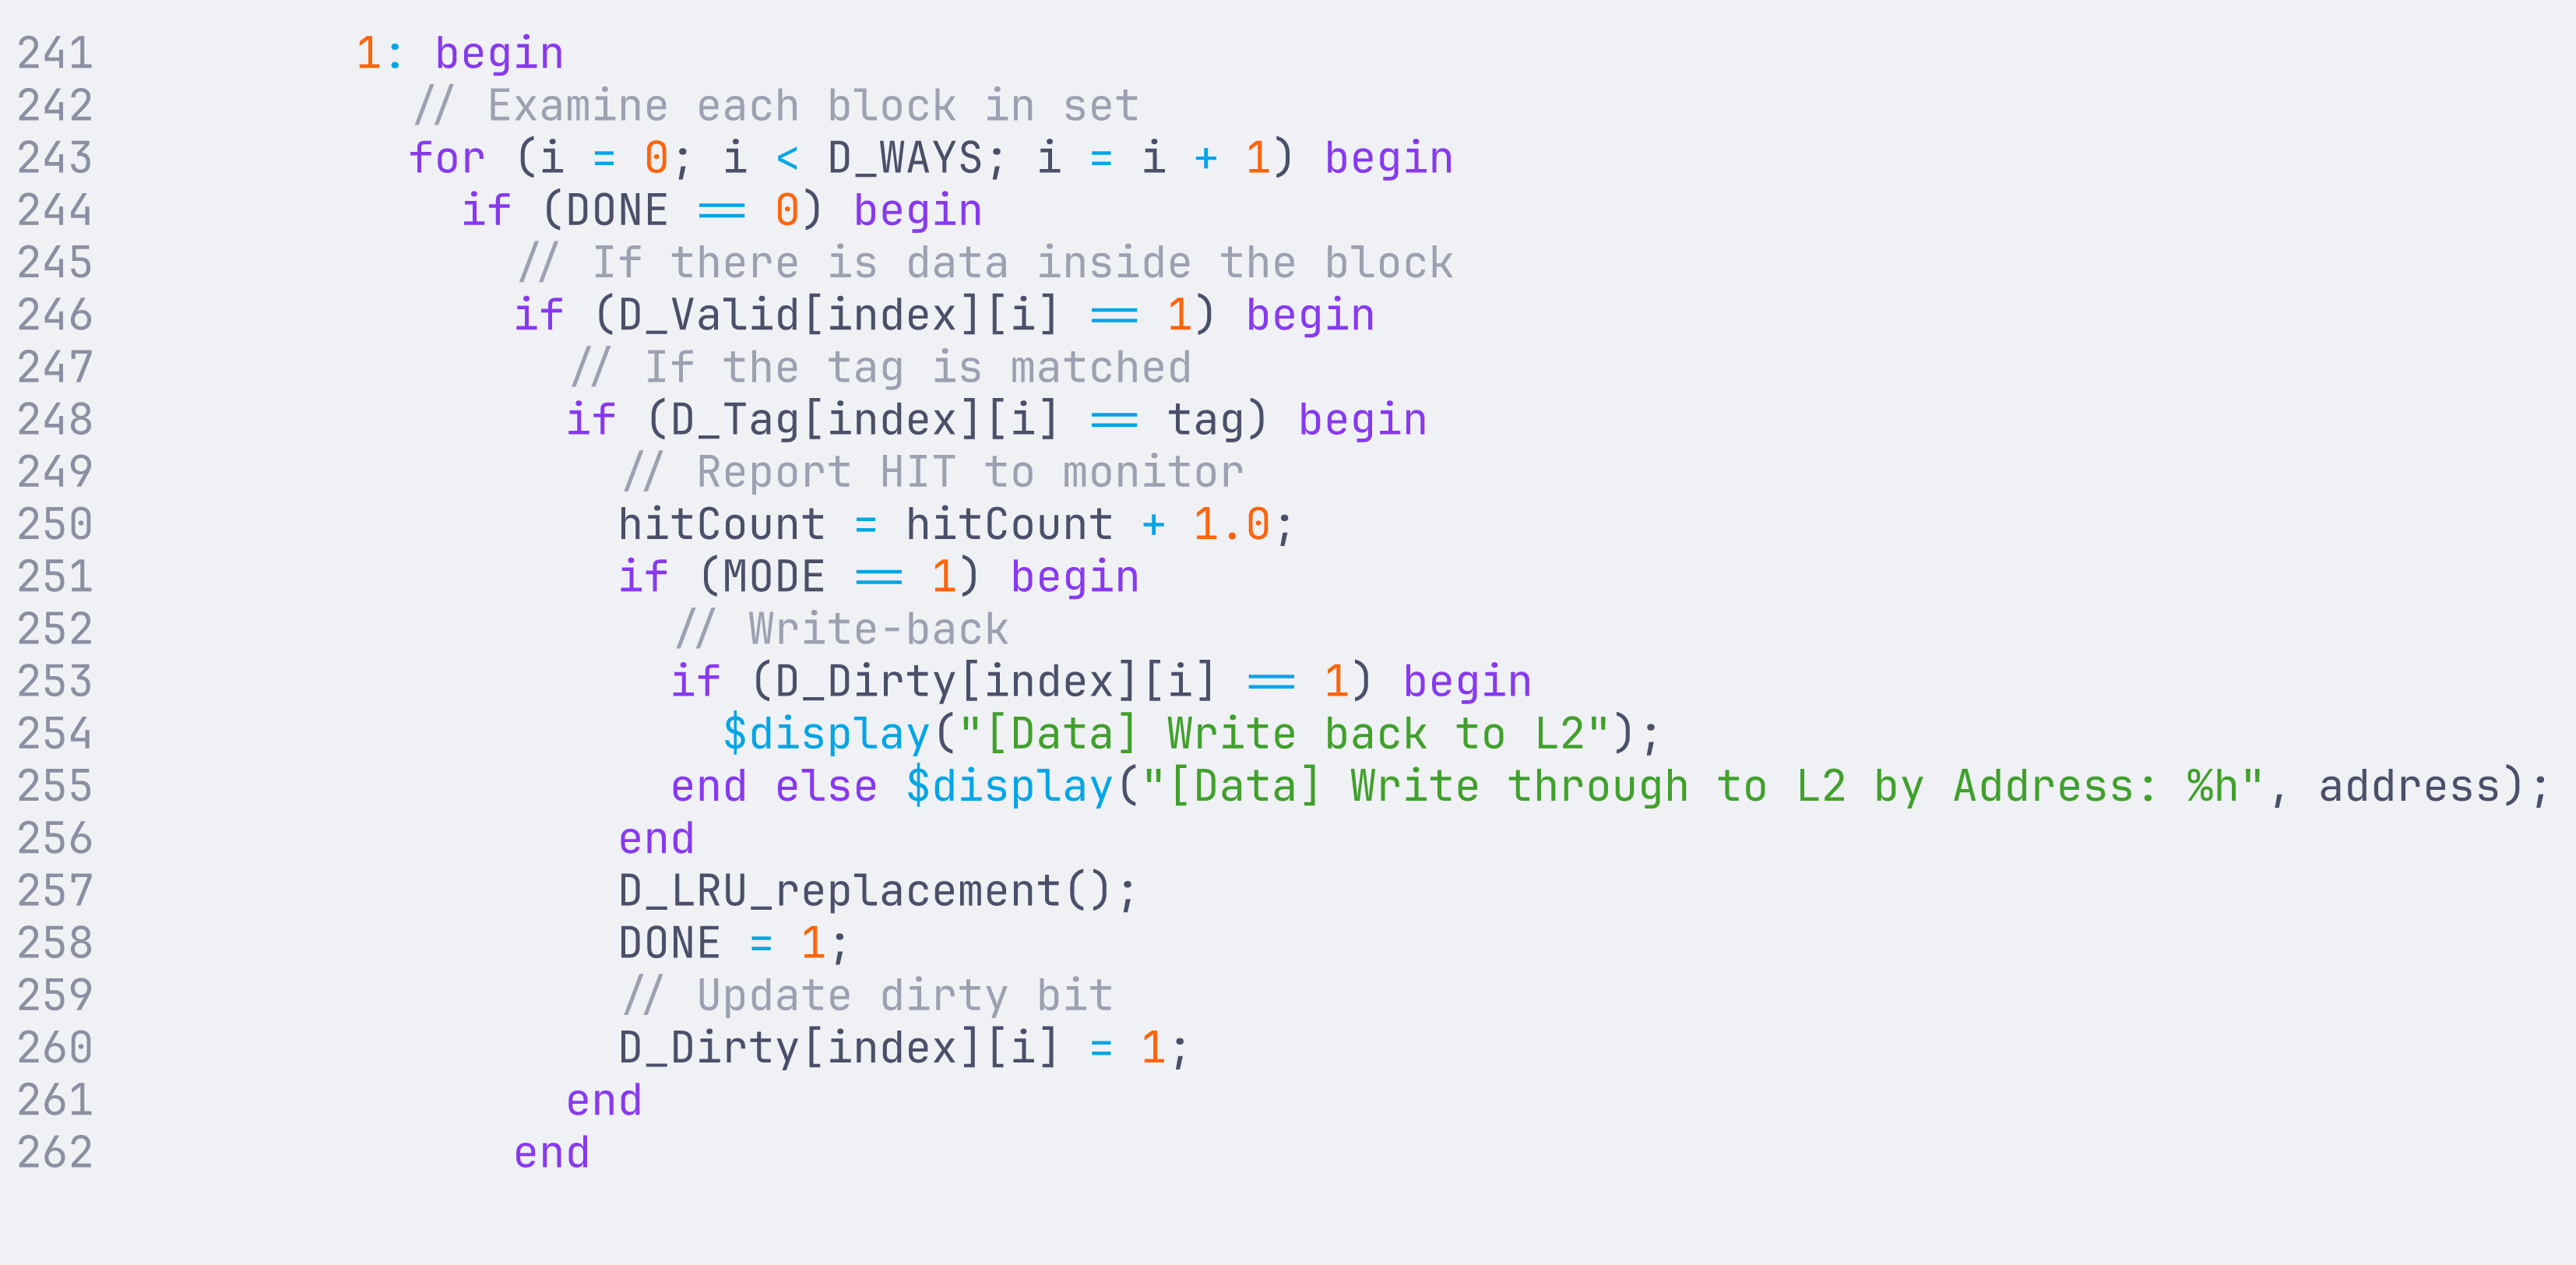 241          1: begin
242            // Examine each block in set
243            for (i = 0; i < D_WAYS; i = i + 1) begin
244              if (DONE == 0) begin
245                // If there is data inside the block
246                if (D_Valid[index][i] == 1) begin
247                  // If the tag is matched
248                  if (D_Tag[index][i] == tag) begin
249                    // Report HIT to monitor
250                    hitCount = hitCount + 1.0;
251                    if (MODE == 1) begin
252                      // Write-back
253                      if (D_Dirty[index][i] == 1) begin
254                        $display("[Data] Write back to L2");
255                      end else $display("[Data] Write through to L2 by Address: %h", address);
256                    end
257                    D_LRU_replacement();
258                    DONE = 1;
259                    // Update dirty bit
260                    D_Dirty[index][i] = 1;
261                  end
262                end